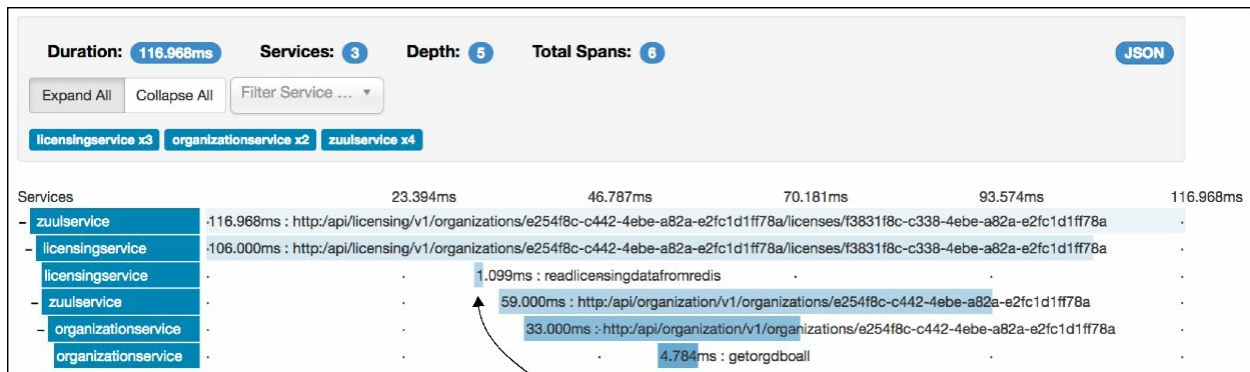 Duration: 116.968ms Services: 3 Depth: 5 Total Spans: 6 JSON
Expand All Collapse All Filter Service ...
licensingservice x3 organizationservice x2 zuulservice x4
Services 23.394ms 46.787ms 70.181ms 93.574ms 116.968ms
- zuulservice ·116.968ms : http:/api/licensing/v1/organizations/e254f8c-c442-4ebe-a82a-e2fc1d1ff78a/licenses/f3831f8c-c338-4ebe-a82a-e2fc1d1ff78a
- licensingservice ·106.000ms : http:/api/licensing/v1/organizations/e254f8c-c442-4ebe-a82a-e2fc1d1ff78a/licenses/f3831f8c-c338-4ebe-a82a-e2fc1d1ff78a
licensingservice 1.099ms : readlicensingdatafromredis
- zuulservice 59.000ms : http:/api/organization/v1/organizations/e254f8c-c442-4ebe-a82a-e2fc1d1ff78a
- organizationservice 33.000ms : http:/api/organization/v1/organizations/e254f8c-c442-4ebe-a82a-e2fc1d1ff78a
organizationservice 4.784ms : getorgdboall